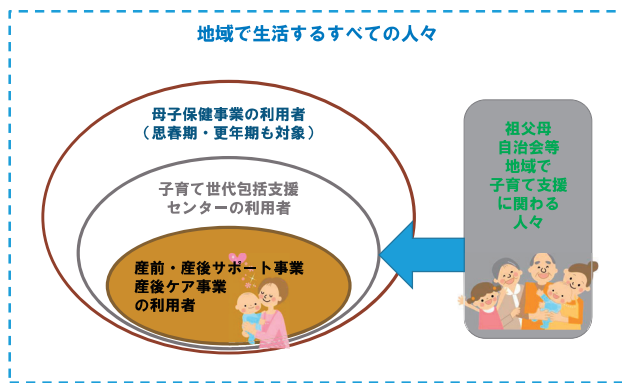 地域で生活するすべての人々
母子保健事業の利用者
（思春期・更年期も対象）
子育て世代包括支援
センターの利用者
産前・産後サポート事業
産後ケア事業
の利用者
祖父母
自治会等
地域で
子育て支援
に関わる
人々